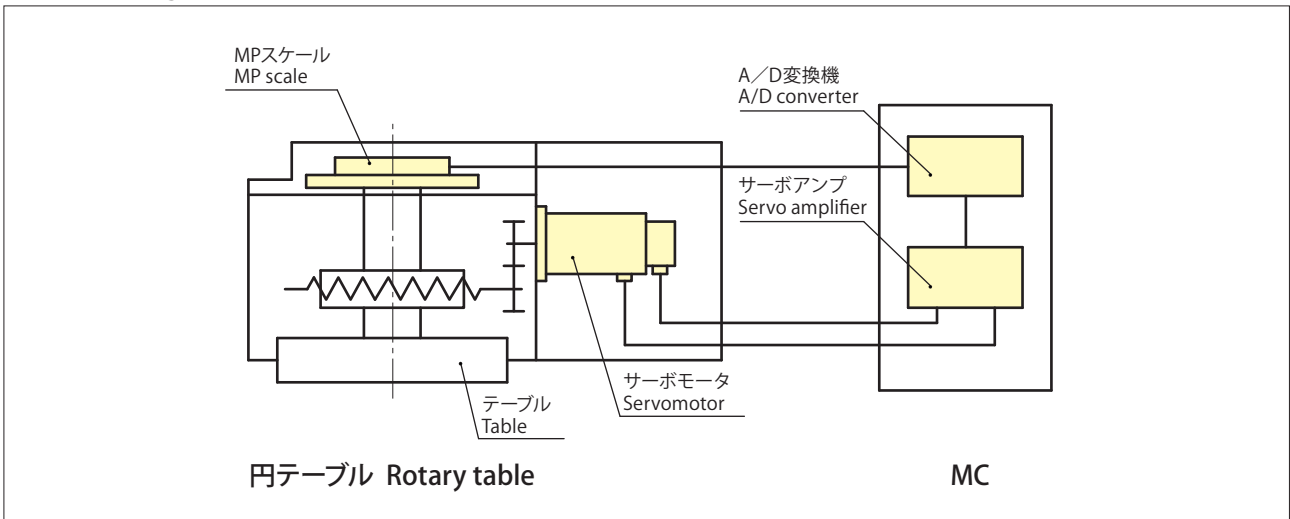 MPスケール
MP scale
A／D変換機
A/D converter
サーボアンプ
Servo amplifier
サーボモータ
Servomotor
テーブル
Table
円テーブル Rotary table
MC